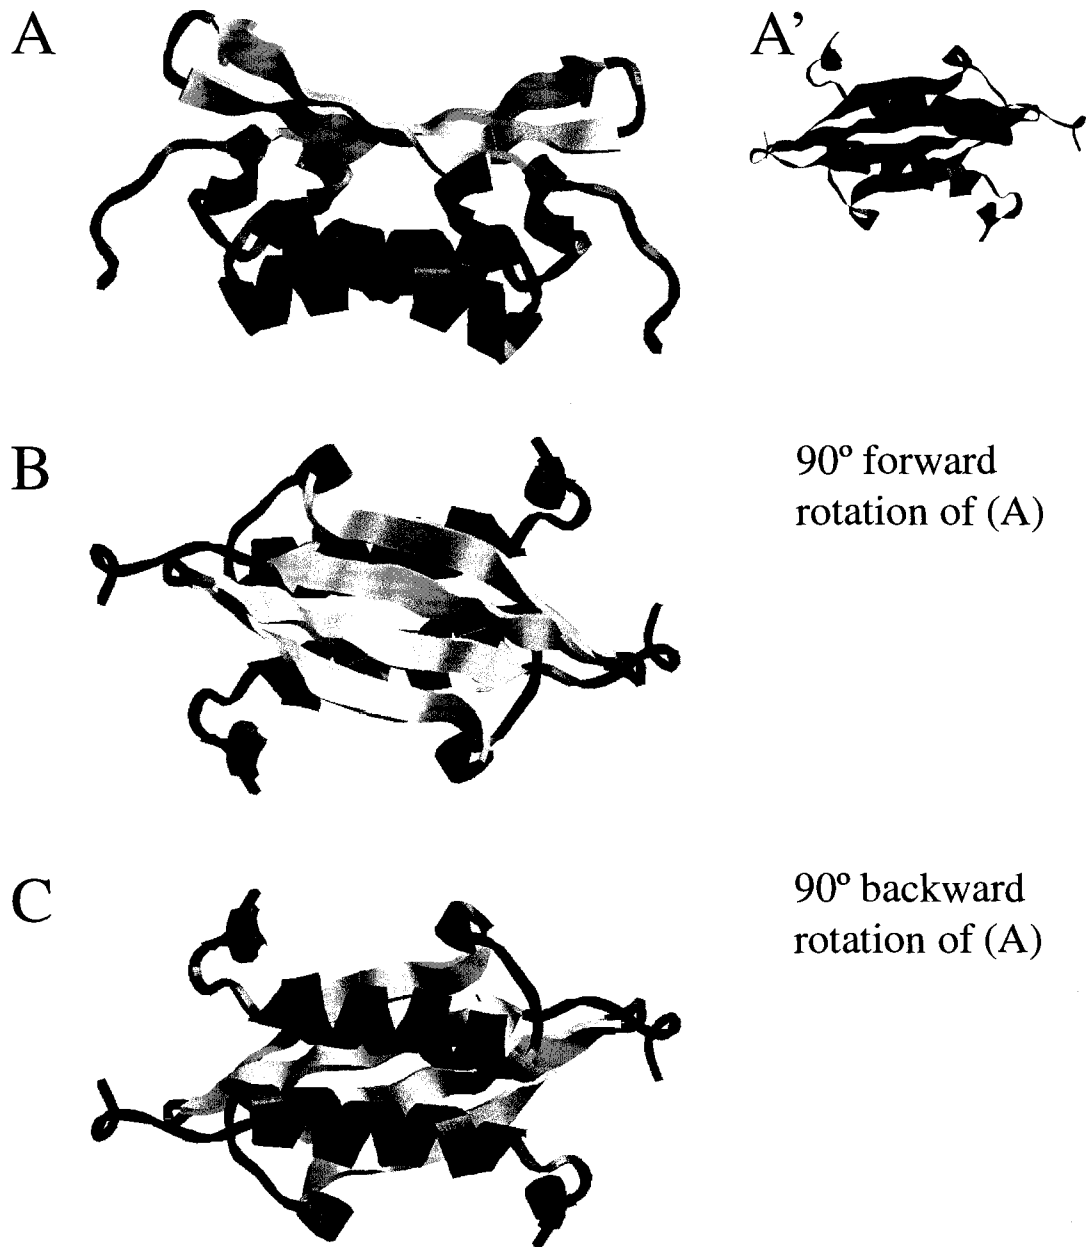 A
A’
B
90º forward
rotation of (A)
C
90º backward
rotation of (A)